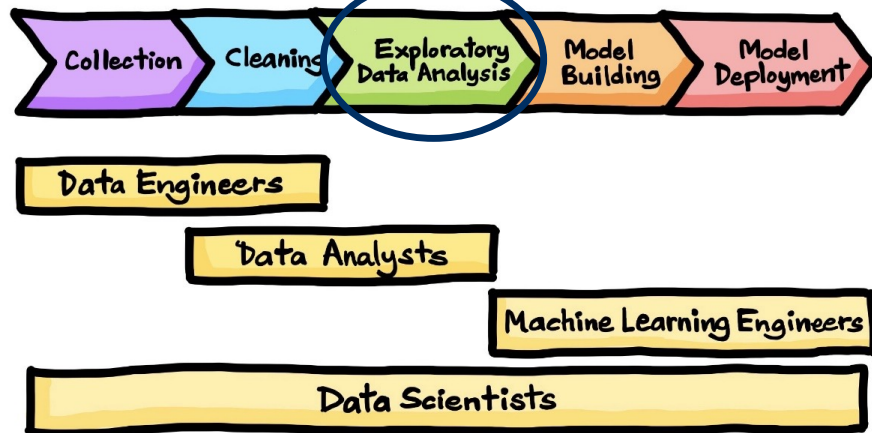 Collection
Cleaning
Exploratory
Data Analysis
Model
Building
Model
Deployment
Data Engineers
Data Analysts
Machine Learning Engineers
Data Scientists